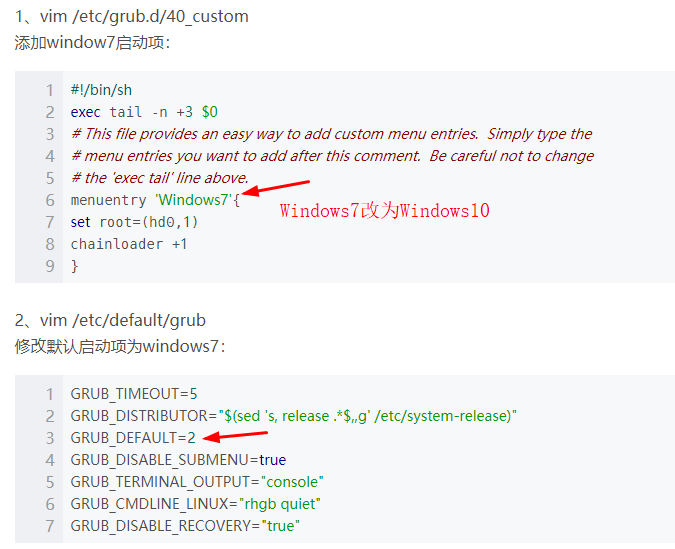 1、vim /etc/grub.d/40_custom
添加window7启动项：
1 #!/bin/sh
2 exec tail -n +3 $0
3 # This file provides an easy way to add custom menu entries.  Simply type the
4 # menu entries you want to add after this comment.  Be careful not to change
5 # the 'exec tail' line above.
6 menuentry 'Windows7'{
Windows7改为Windows10
7 set root=(hd0,1)
8 chainloader +1
9 }
2、vim /etc/default/grub
修改默认启动项为windows7：
1 GRUB_TIMEOUT=5
2 GRUB_DISTRIBUTOR="$(sed 's, release .*$,,g' /etc/system-release)"
3 GRUB_DEFAULT=2
4 GRUB_DISABLE_SUBMENU=true
5 GRUB_TERMINAL_OUTPUT="console"
6 GRUB_CMDLINE_LINUX="rhgb quiet"
7 GRUB_DISABLE_RECOVERY="true"